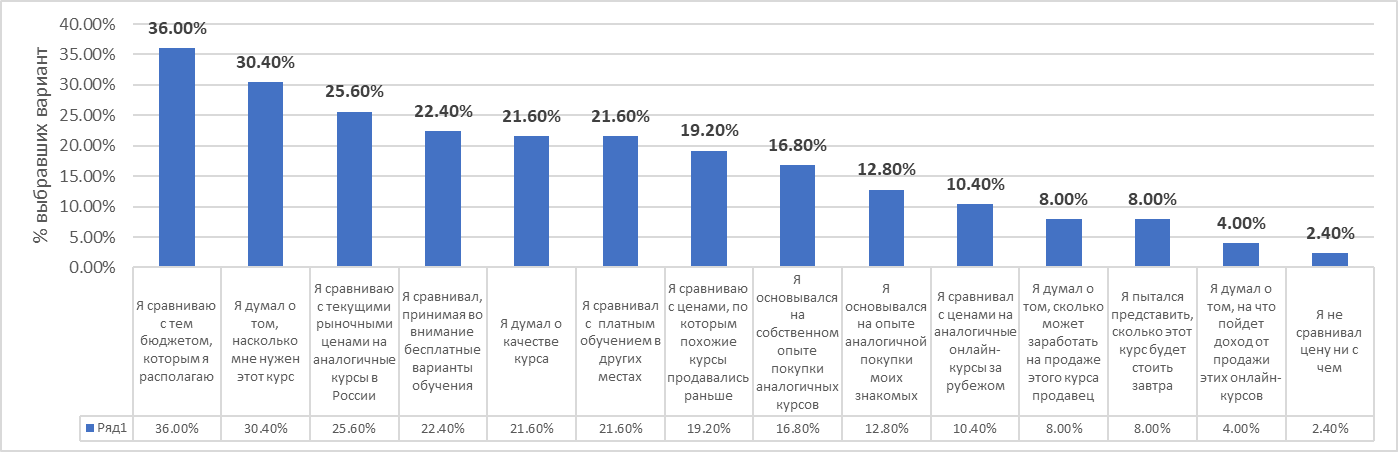 40.00%
35.00%
30.00%
25.00%
20.00%
15.00%
10.00%
5.00%
0.00%
% выбравших вариант
36.00%
30.40%
25.60%
22.40%
21.60%
21.60%
19.20%
16.80%
12.80%
10.40%
8.00%
8.00%
4.00%
2.40%
Я сравниваю
с тем
бюджетом,
которым я
располагаю
Я думал о
том,
насколько
мне нужен
этот курс
Я сравниваю
с текущими
рыночными
ценами на
аналогичные
курсы в
России
Я сравнивал,
принимая во
внимание
бесплатные
варианты
обучения
Я думал о
качестве
курса
Я сравнивал
с платным
обучением в
других
местах
Я сравниваю
с ценами, по
которым
похожие
курсы
продавались
раньше
Я
основывался
на
собственном
опыте
покупки
аналогичных
курсов
Я
основывался
на опыте
аналогичной
покупки
моих
знакомых
Я сравнивал
с ценами на
аналогичные
онлайн-
курсы за
рубежом
Я думал о
том, сколько
может
заработать
на продаже
этого курса
продавец
Я пытался
представить,
сколько этот
курс будет
стоить
завтра
Я думал о
том, на что
пойдет
доход от
продажи
этих онлайн-
курсов
Я не
сравнивал
цену ни с
чем
Ряд1 36.00% 30.40% 25.60% 22.40% 21.60% 21.60% 19.20% 16.80% 12.80% 10.40% 8.00% 8.00% 4.00% 2.40%